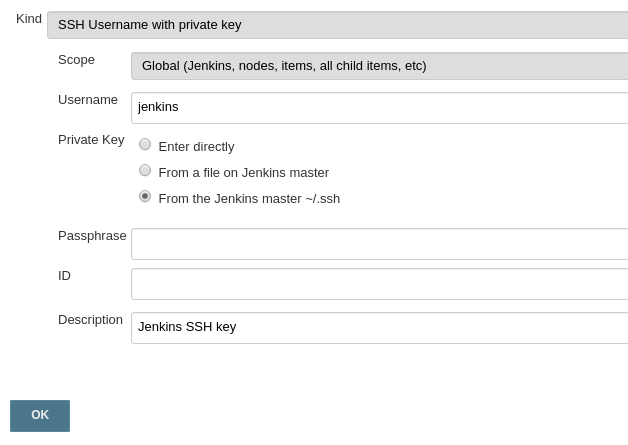 Kind SSH Username with private key
Scope Global (Jenkins, nodes, items, all child items, etc)
Username jenkins
Private Key Enter directly
From a file on Jenkins master
From the Jenkins master ~/.ssh
Passphrase
ID
Description Jenkins SSH key
OK